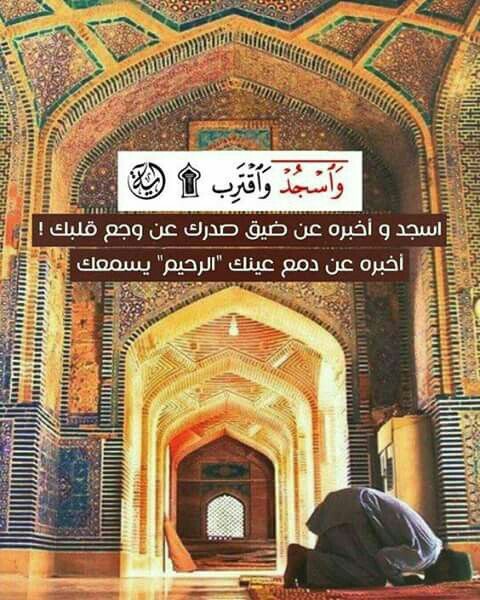 وَٱسْجُدْ وَٱقْتَرِب ۩
اسجد و أخبره عن ضيق صدرك عن وجع قلبك !
أخبره عن دمع عينك "الرحيم" يسمعك